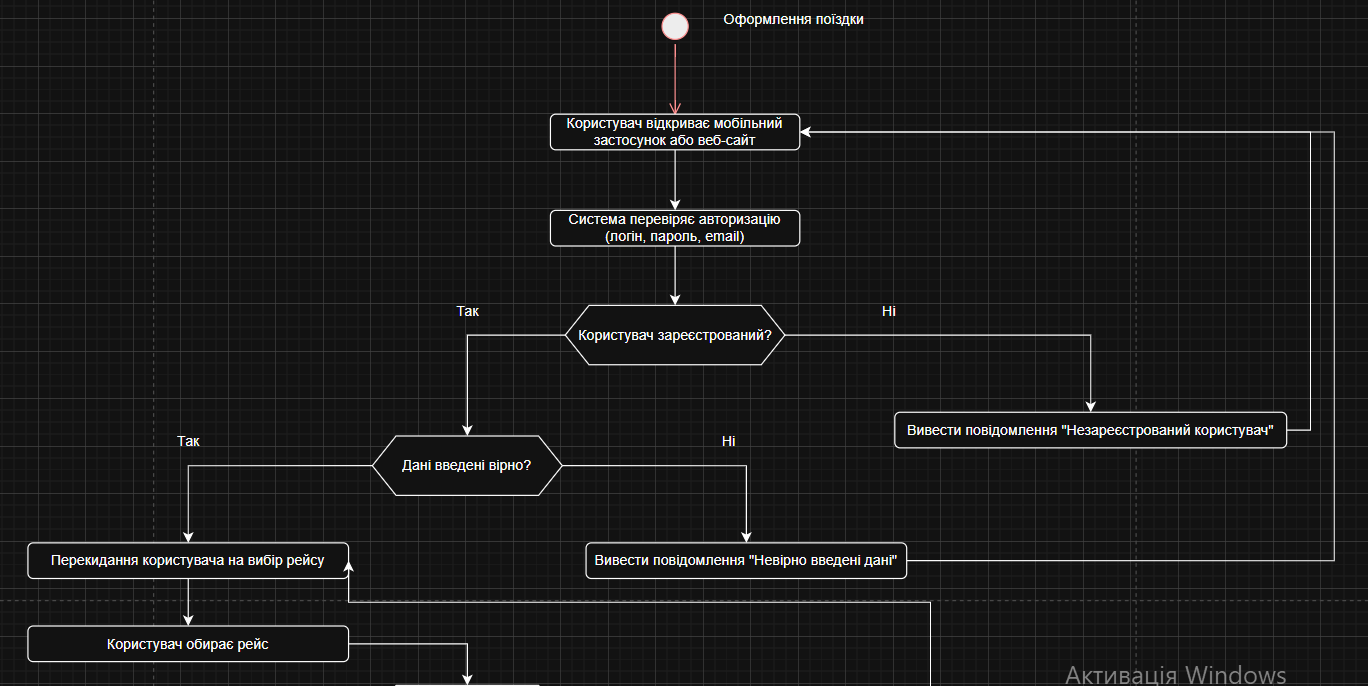 Оформлення поїздки
Користувач відкриває мобільний
застосунок або веб-сайт
Система перевіряє авторизацію
(логін, пароль, email)
Так
Ні
Користувач зареєстрований?
Вивести повідомлення "Незареєстрований користувач"
Так
Ні
Дані введені вірно?
Перекидання користувача на вибір рейсу
Вивести повідомлення "Невірно введені дані"
Користувач обирає рейс
Активація Windows